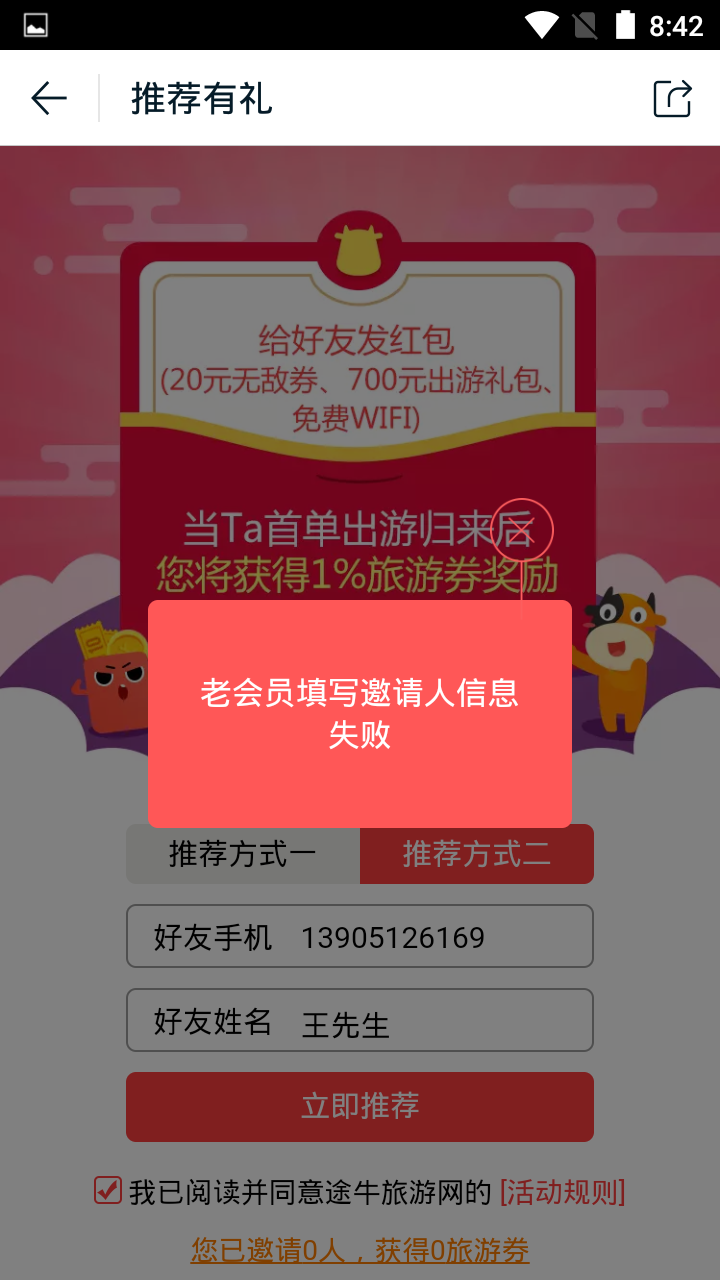 8:42
推荐有礼
给好友发红包
(20元无敌券、700元出游礼包、
免费WIFI)
当Ta首单出游归来后
您将获得1%旅游券奖励
10
老会员填写邀请人信息
失败
推荐方式一 推荐方式二
好友手机 13905126169
好友姓名 王先生
立即推荐
我已阅读并同意途牛旅游网的 [活动规则]
您已邀请0人，获得0旅游券